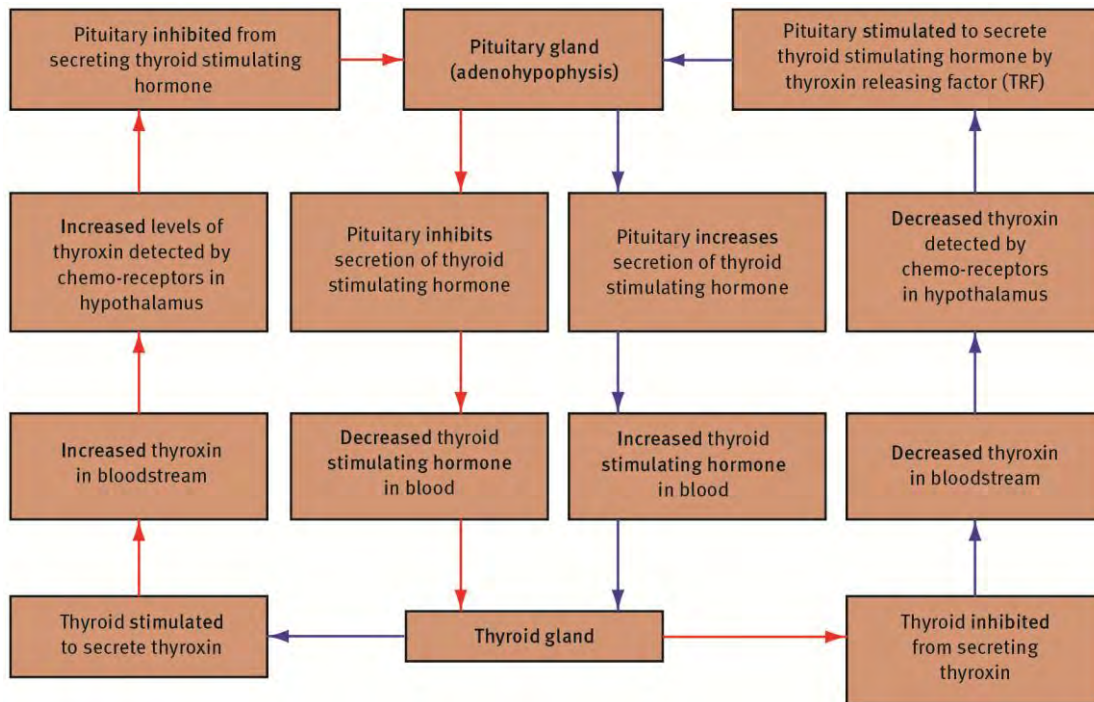 Pituitary inhibited from
secreting thyroid stimulating
hormone
Pituitary gland
(adenohypophysis)
Pituitary stimulated to secrete
thyroid stimulating hormone by
thyroxin releasing factor (TRF)
Increased levels of
thyroxin detected by
chemo-receptors in
hypothalamus
Pituitary inhibits
secretion of thyroid
stimulating hormone
Pituitary increases
secretion of thyroid
stimulating hormone
Decreased thyroxin
detected by
chemo-receptors
in hypothalamus
Increased thyroxin
in bloodstream
Decreased thyroid
stimulating hormone
in blood
Increased thyroid
stimulating hormone
in blood
Decreased thyroxin
in bloodstream
Thyroid stimulated
to secrete thyroxin
Thyroid gland
Thyroid inhibited
from secreting
thyroxin